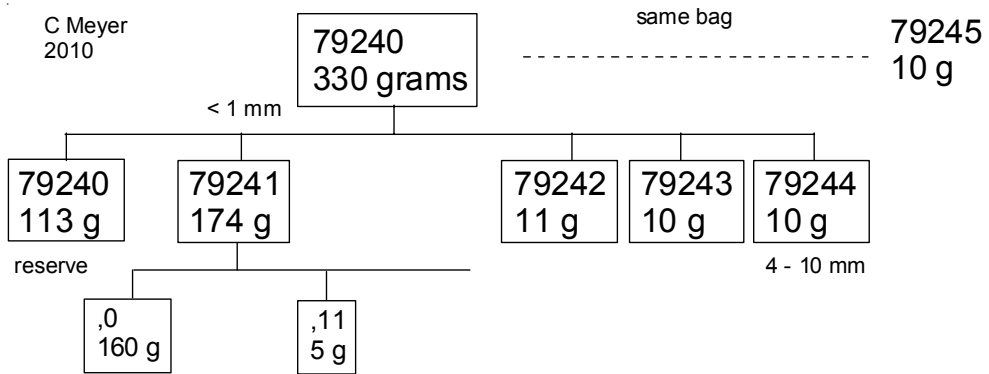 C Meyer
2010
79240
330 grams
same bag
79245
10 g
< 1 mm
79240
113 g
79241
174 g
79242
11 g
79243
10 g
79244
10 g
reserve
4 - 10 mm
,0
160 g
,11
5 g